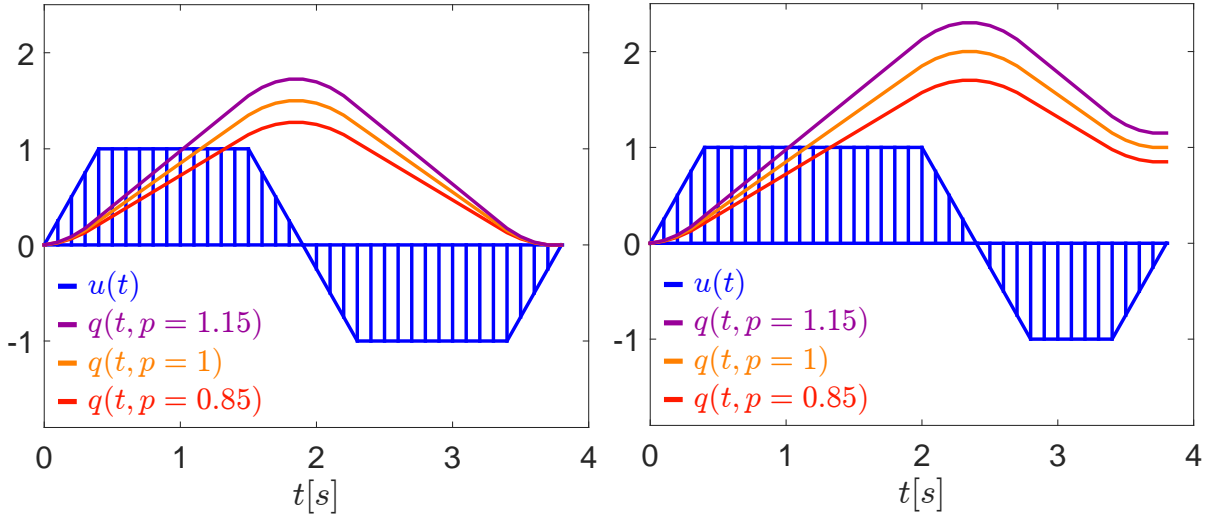 2
1
0
-1
u(t)
q(t, p = 1.15)
q(t, p = 1)
q(t, p = 0.85)
0 1 2 3 4
t[s]
2
1
0
-1
u(t)
q(t, p = 1.15)
q(t, p = 1)
q(t, p = 0.85)
0 1 2 3 4
t[s]